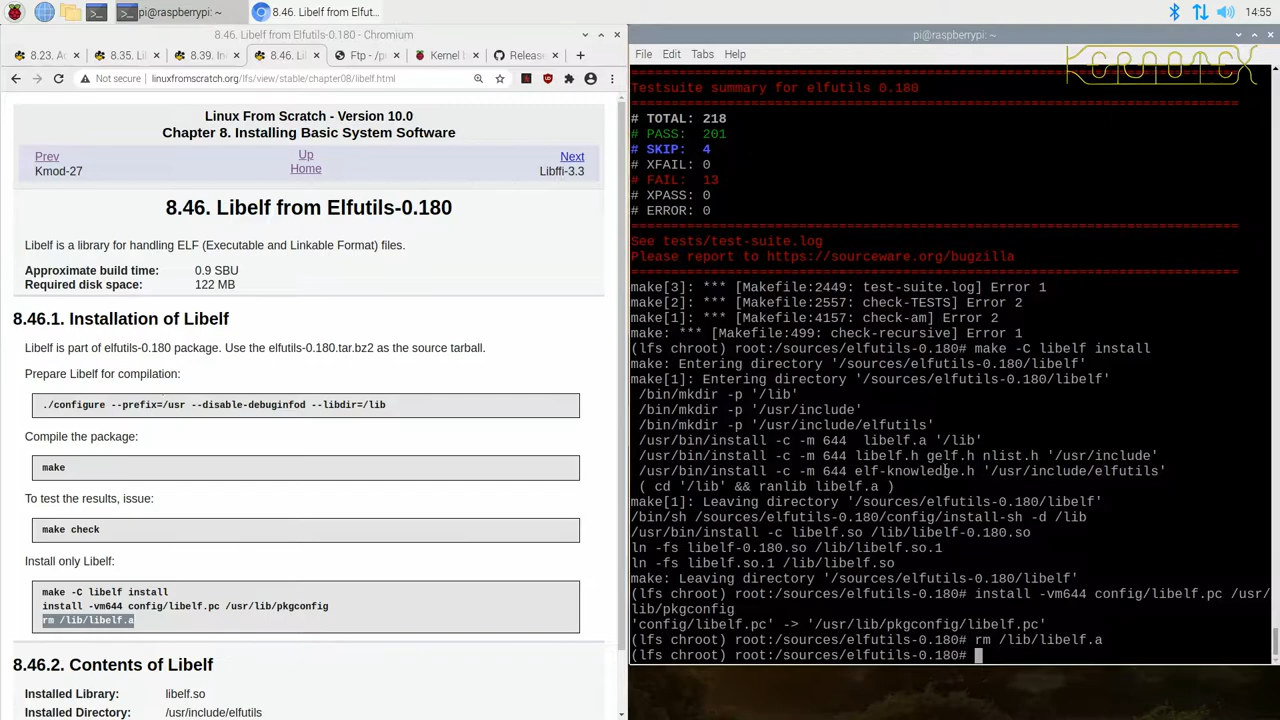 pi@raspberrypi: ~
8.46. Libelf from Elfut...
14:55
8.46. Libelf from Elfutils-0.180 - Chromium
8.23. Ac
8.35. Lib
8.39. In
8.46. Lib
Ftp - /pu
Kernel |
Release
Not secure | linuxfromscratch.org/lfs/view/stable/chapter08/libelf.html
Linux From Scratch - Version 10.0
Chapter 8. Installing Basic System Software
Prev
Up
Next
Kmod-27
Home
Libffi-3.3
8.46. Libelf from Elfutils-0.180
Libelf is a library for handling ELF (Executable and Linkable Format) files.
Approximate build time: 0.9 SBU
Required disk space: 122 MB
8.46.1. Installation of Libelf
Libelf is part of elfutils-0.180 package. Use the elfutils-0.180.tar.bz2 as the source tarball.
Prepare Libelf for compilation:
./configure --prefix=/usr --disable-debuginfod --libdir=/lib
Compile the package:
make
To test the results, issue:
make check
Install only Libelf:
make -C libelf install
install -vm644 config/libelf.pc /usr/lib/pkgconfig
rm /lib/libelf.a
8.46.2. Contents of Libelf
Installed Library: libelf.so
Installed Directory: /usr/include/elfutils
pi@raspberrypi: ~
File Edit Tabs Help
KERNOTEX
Testsuite summary for elfutils 0.180
# TOTAL: 218
# PASS: 201
# SKIP: 4
# XFAIL: 0
# FAIL: 13
# XPASS: 0
# ERROR: 0
See tests/test-suite.log
Please report to https://sourceware.org/bugzilla
make[3]: *** [Makefile:2449: test-suite.log] Error 1
make[2]: *** [Makefile:2557: check-TESTS] Error 2
make[1]: *** [Makefile:4157: check-am] Error 2
make: *** [Makefile:499: check-recursive] Error 1
(lfs chroot) root:/sources/elfutils-0.180# make -C libelf install
make: Entering directory '/sources/elfutils-0.180/libelf'
make[1]: Entering directory '/sources/elfutils-0.180/libelf'
/bin/mkdir -p '/lib'
/bin/mkdir -p '/usr/include'
/bin/mkdir -p '/usr/include/elfutils'
/usr/bin/install -c -m 644 libelf.a '/lib'
/usr/bin/install -c -m 644 libelf.h gelf.h nlist.h '/usr/include'
/usr/bin/install -c -m 644 elf-knowledge.h '/usr/include/elfutils'
( cd '/lib' && ranlib libelf.a )
make[1]: Leaving directory '/sources/elfutils-0.180/libelf'
/bin/sh /sources/elfutils-0.180/config/install-sh -d /lib
/usr/bin/install -c libelf.so /lib/libelf-0.180.so
ln -fs libelf-0.180.so /lib/libelf.so.1
ln -fs libelf.so.1 /lib/libelf.so
make: Leaving directory '/sources/elfutils-0.180/libelf'
(lfs chroot) root:/sources/elfutils-0.180# install -vm644 config/libelf.pc /usr/
lib/pkgconfig
'config/libelf.pc' -> '/usr/lib/pkgconfig/libelf.pc'
(lfs chroot) root:/sources/elfutils-0.180# rm /lib/libelf.a
(lfs chroot) root:/sources/elfutils-0.180#